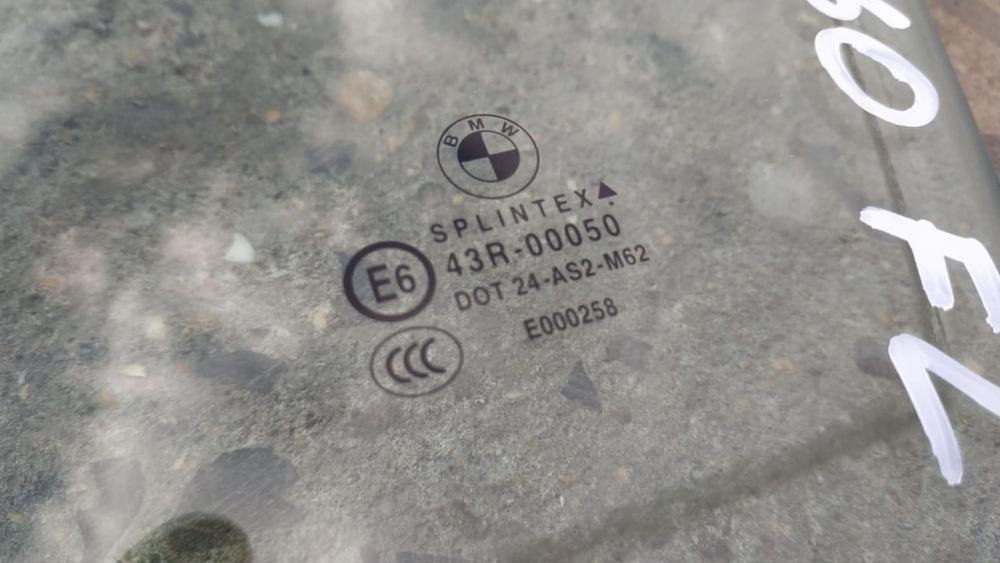 BMW
SPLINTEX
E6 43R-00050
DOT 24-AS2-M62
E000258
CCC